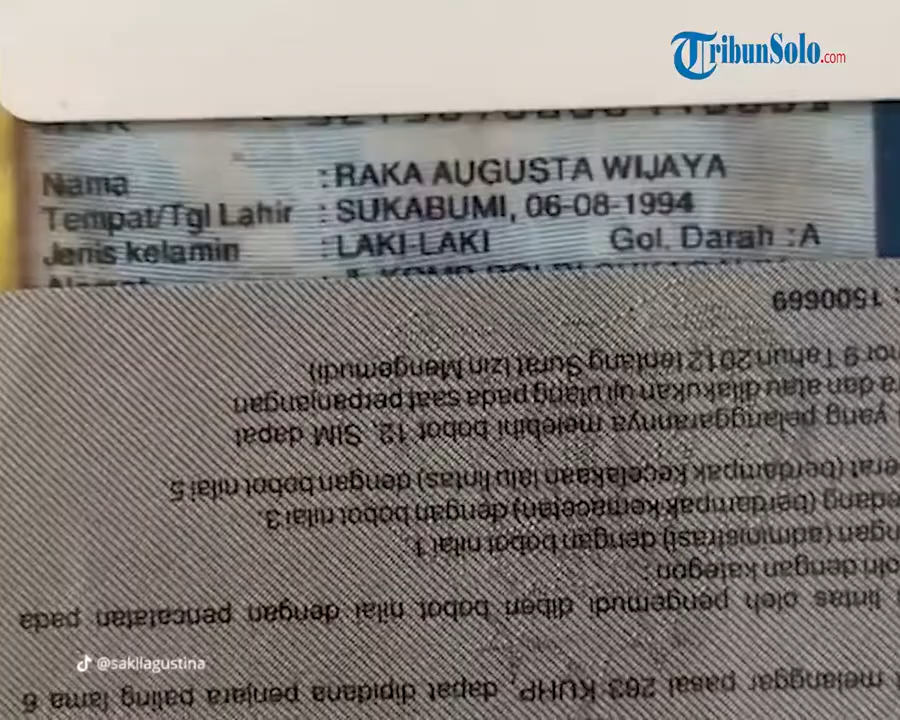 TribunSolo.com
Nama : RAKA AUGUSTA WIJAYA
Tempat/Tgl Lahir : SUKABUMI, 06-08-1994
Jenis kelamin : LAKI-LAKI Gol. Darah : A
: 1500669
nor 9 Tahun 2012 tentang Surat Izin Mengemudi).
dan atau dilakukan uji ulang pada saat perpanjangan
yang pelanggarannya melebihi bobot 12, SIM dapat
erat (berdampak kecelakaan lalu lintas) dengan bobot nilai 5.
edang (berdampak kemacetan) dengan bobot nilai 3.
ngan (administrasi) dengan bobot nilai 1.
oin dengan kategori :
lintas oleh pengemudi diberi bobot nilai dengan pencatatan pada
@sakilagustina
melanggar pasal 263 KUHP, dapat dipidana penjara paling lama 6